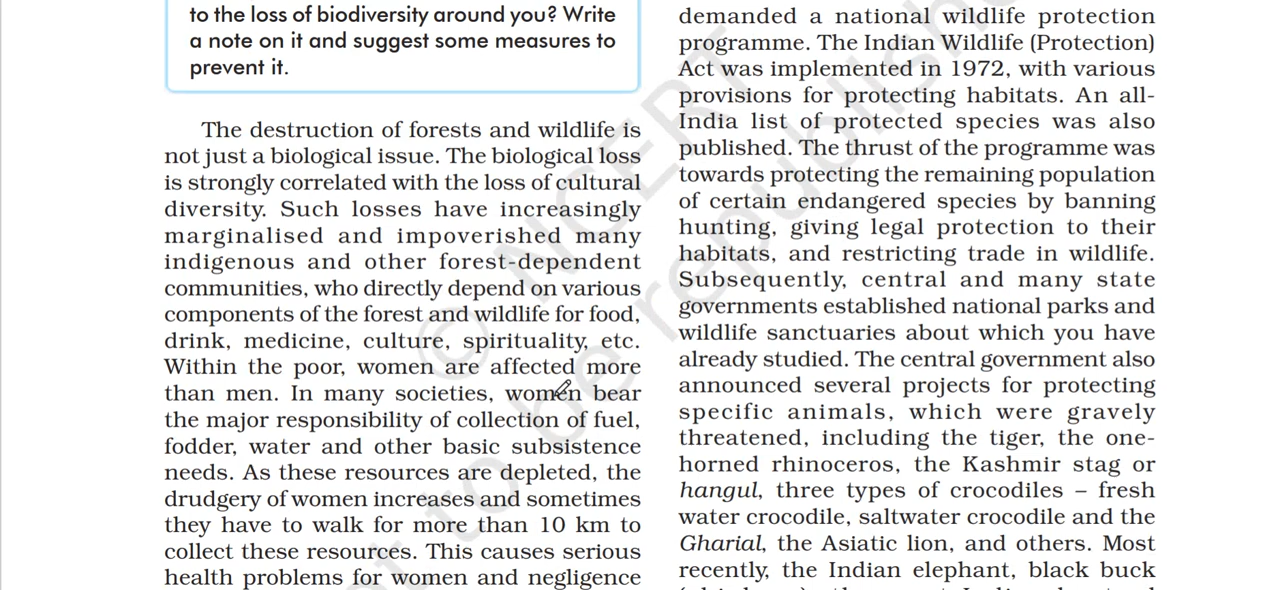 to the loss of biodiversity around you? Write
a note on it and suggest some measures to
prevent it.
The destruction of forests and wildlife is
not just a biological issue. The biological loss
is strongly correlated with the loss of cultural
diversity. Such losses have increasingly
marginalised and impoverished many
indigenous and other forest-dependent
communities, who directly depend on various
components of the forest and wildlife for food,
drink, medicine, culture, spirituality, etc.
Within the poor, women are affected more
than men. In many societies, women bear
the major responsibility of collection of fuel,
fodder, water and other basic subsistence
needs. As these resources are depleted, the
drudgery of women increases and sometimes
they have to walk for more than 10 km to
collect these resources. This causes serious
health problems for women and negligence
demanded a national wildlife protection
programme. The Indian Wildlife (Protection)
Act was implemented in 1972, with various
provisions for protecting habitats. An all-
India list of protected species was also
published. The thrust of the programme was
towards protecting the remaining population
of certain endangered species by banning
hunting, giving legal protection to their
habitats, and restricting trade in wildlife.
Subsequently, central and many state
governments established national parks and
wildlife sanctuaries about which you have
already studied. The central government also
announced several projects for protecting
specific animals, which were gravely
threatened, including the tiger, the one-
horned rhinoceros, the Kashmir stag or
hangul, three types of crocodiles – fresh
water crocodile, saltwater crocodile and the
Gharial, the Asiatic lion, and others. Most
recently, the Indian elephant, black buck
© NCERT
be republishe